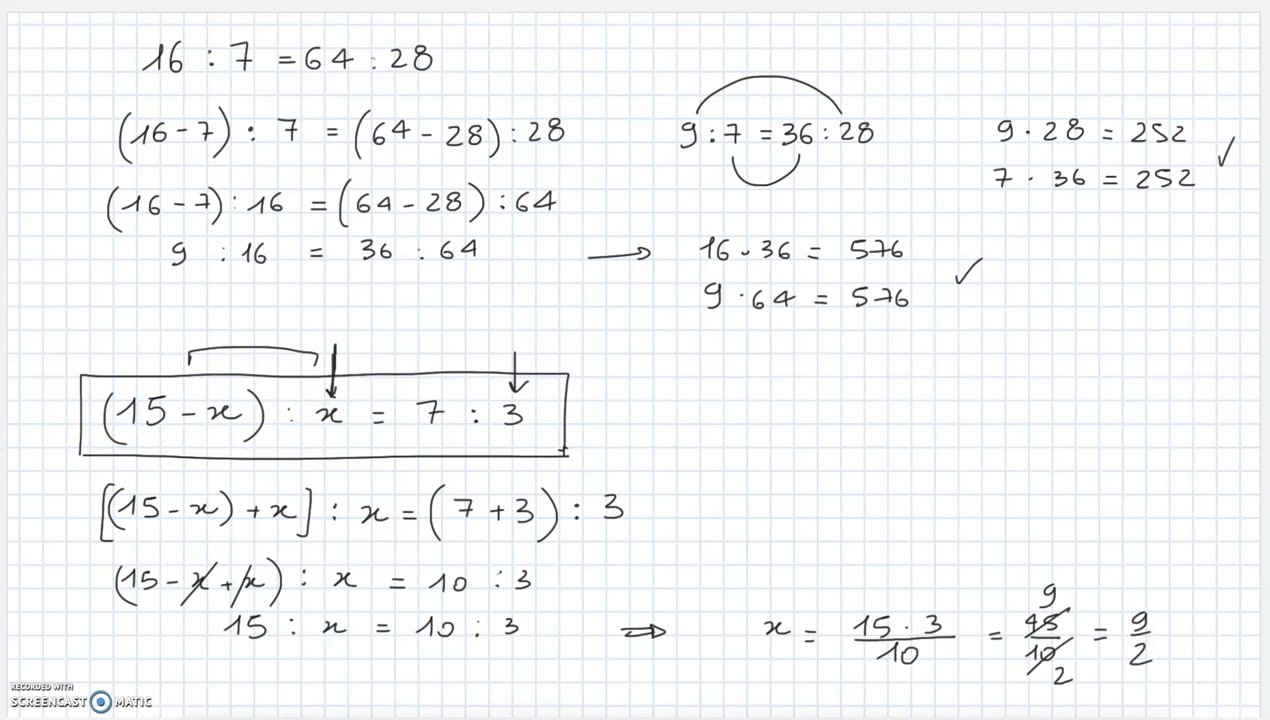 16 : 7 = 64 : 28
(16 - 7) : 7 = (64 - 28) : 28
9 : 7 = 36 : 28
9 · 28 = 252 ✓
7 · 36 = 252
(16 - 7) : 16 = (64 - 28) : 64
9 : 16 = 36 : 64 → 16 · 36 = 576 ✓
9 · 64 = 576
(15 - x) : x = 7 : 3
[(15 - x) + x] : x = (7 + 3) : 3
(15 - x + x) : x = 10 : 3
15 : x = 10 : 3 ⇒ x = 15 · 3 / 10 = 45 / 10 = 9 / 2
9
2
RECORDED WITH
SCREENCAST MATIC